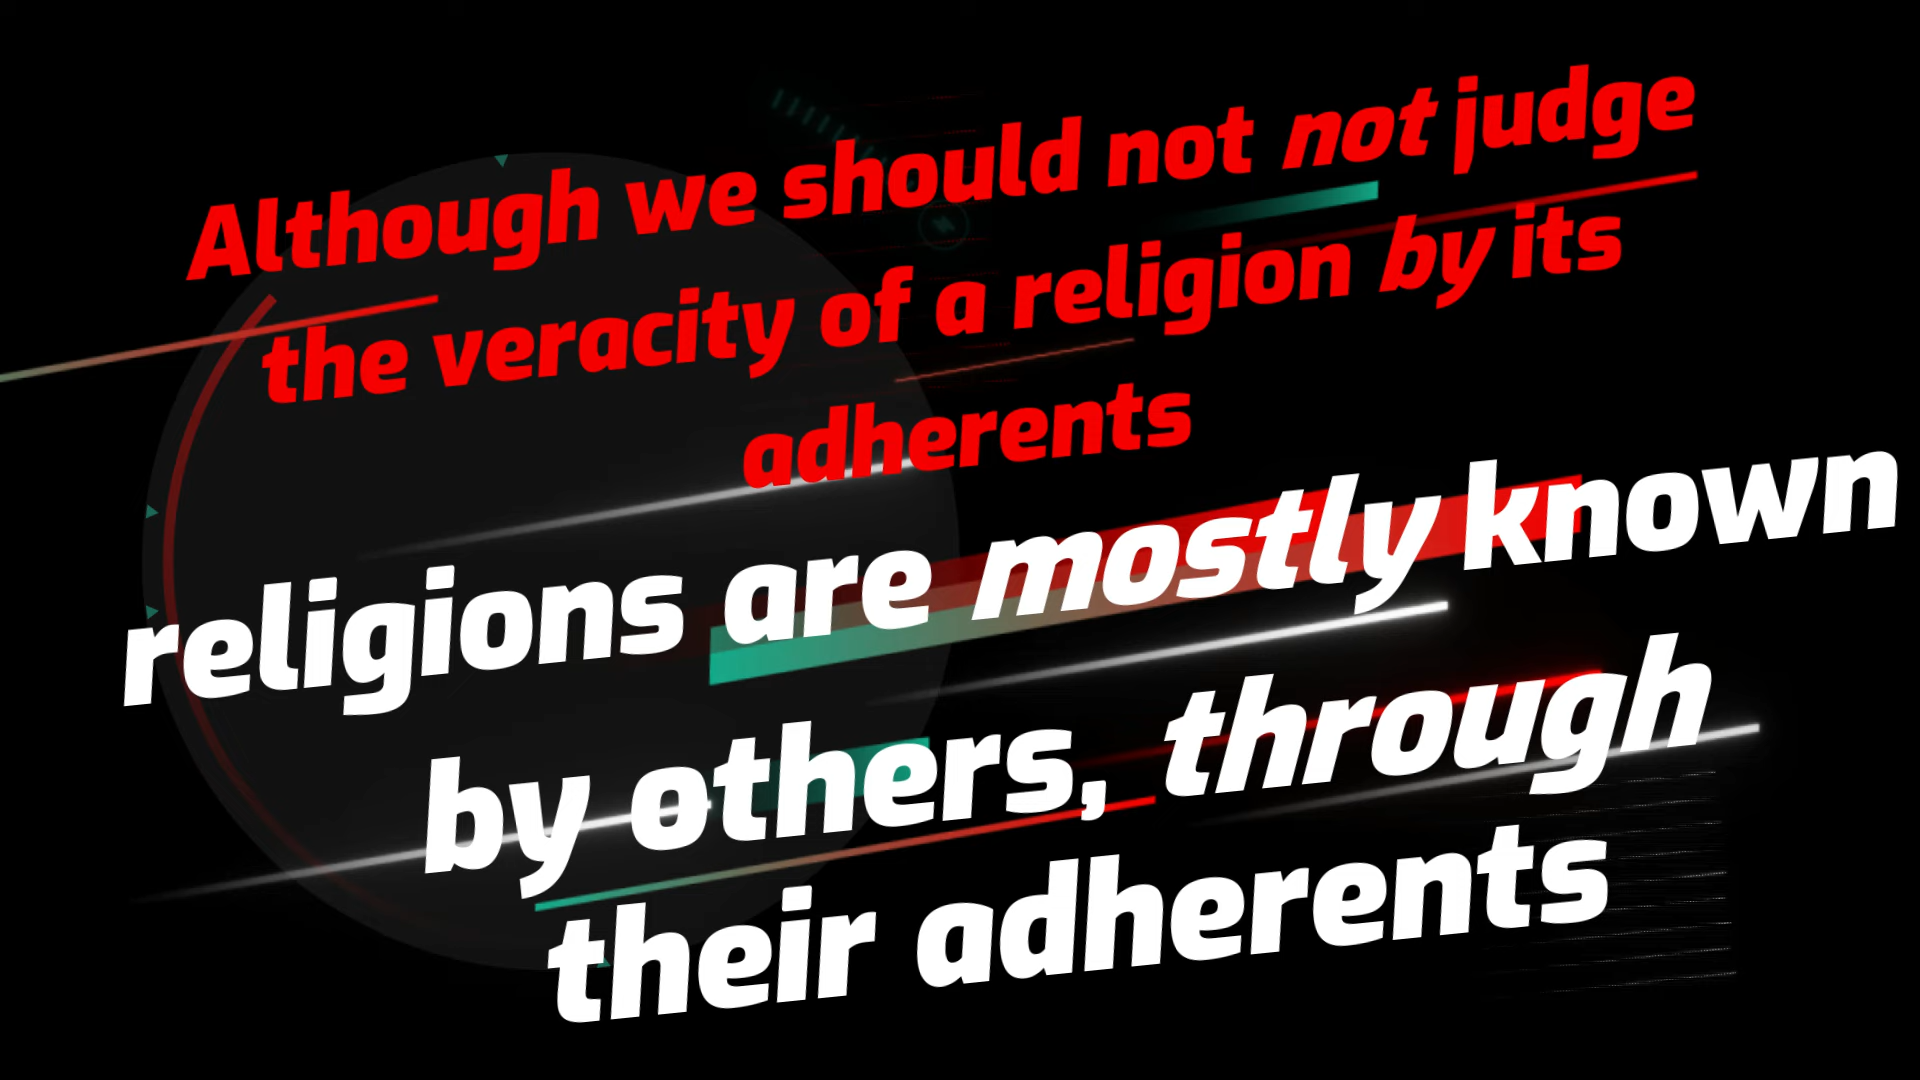 Although we should not not judge
the veracity of a religion by its
adherents
religions are mostly known
by others, through
their adherents